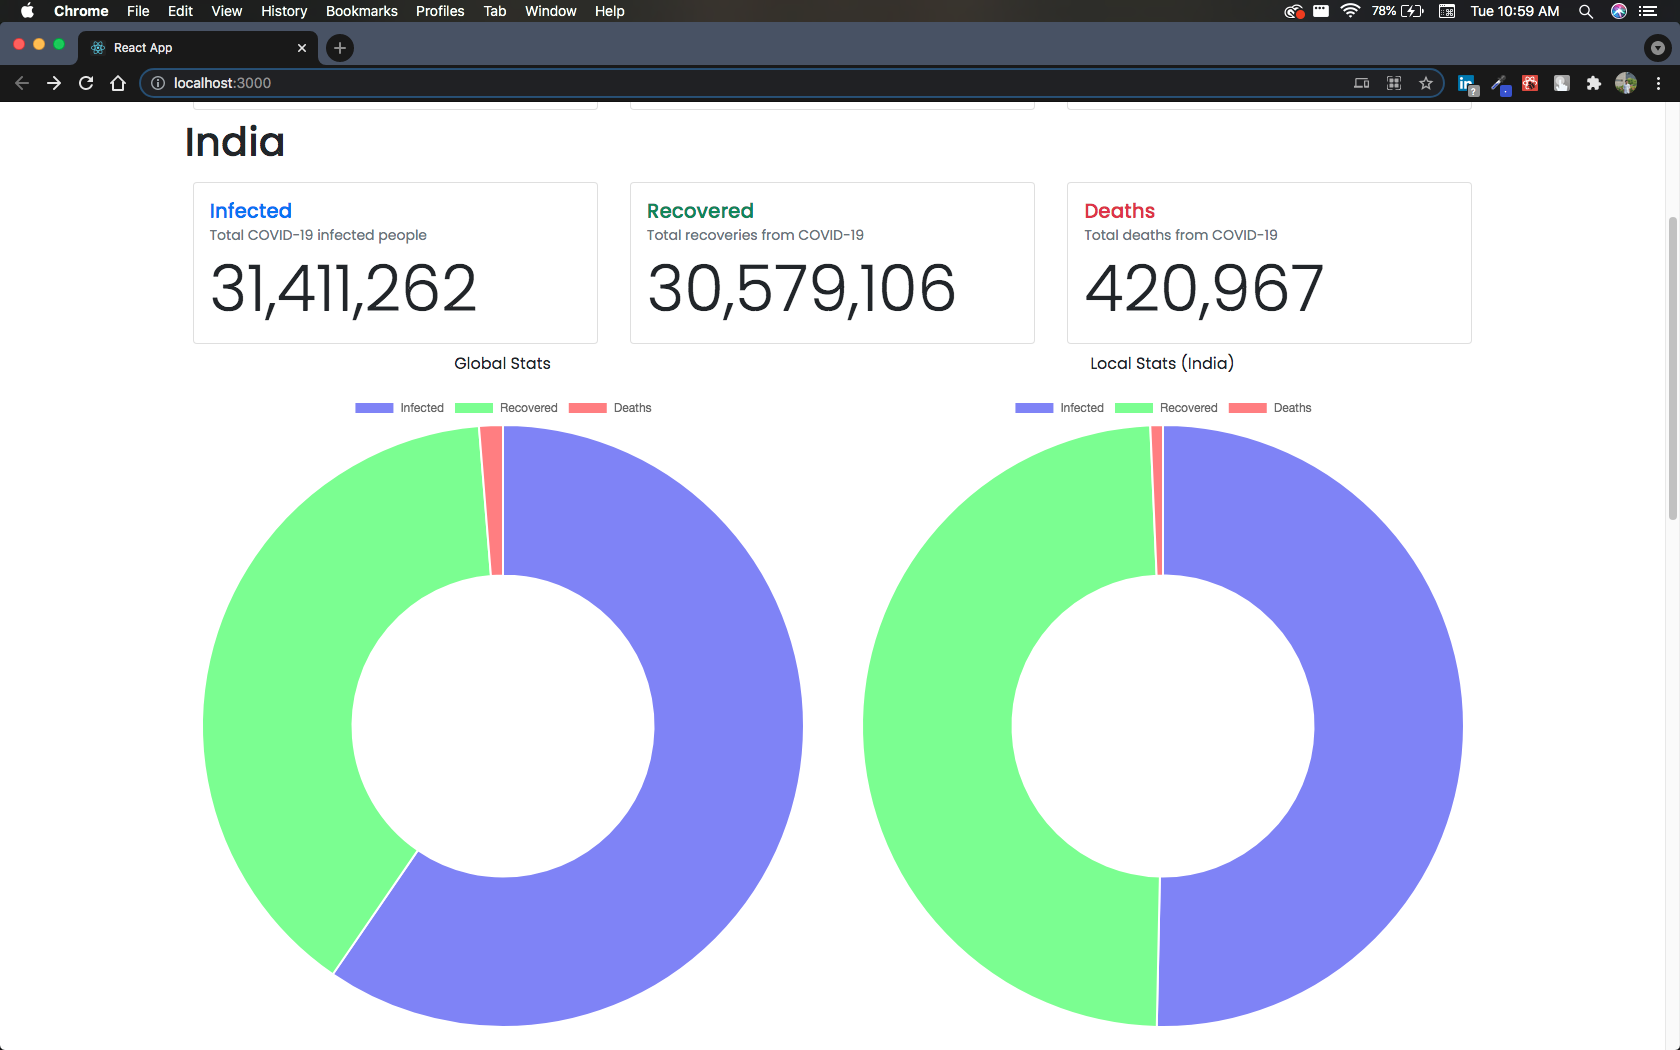 Chrome File Edit View History Bookmarks Profiles Tab Window Help 78% Tue 10:59 AM
React App
localhost:3000
India
Infected Recovered Deaths
Total COVID-19 infected people Total recoveries from COVID-19 Total deaths from COVID-19
31,411,262 30,579,106 420,967
Global Stats Local Stats (India)
Infected Recovered Deaths Infected Recovered Deaths